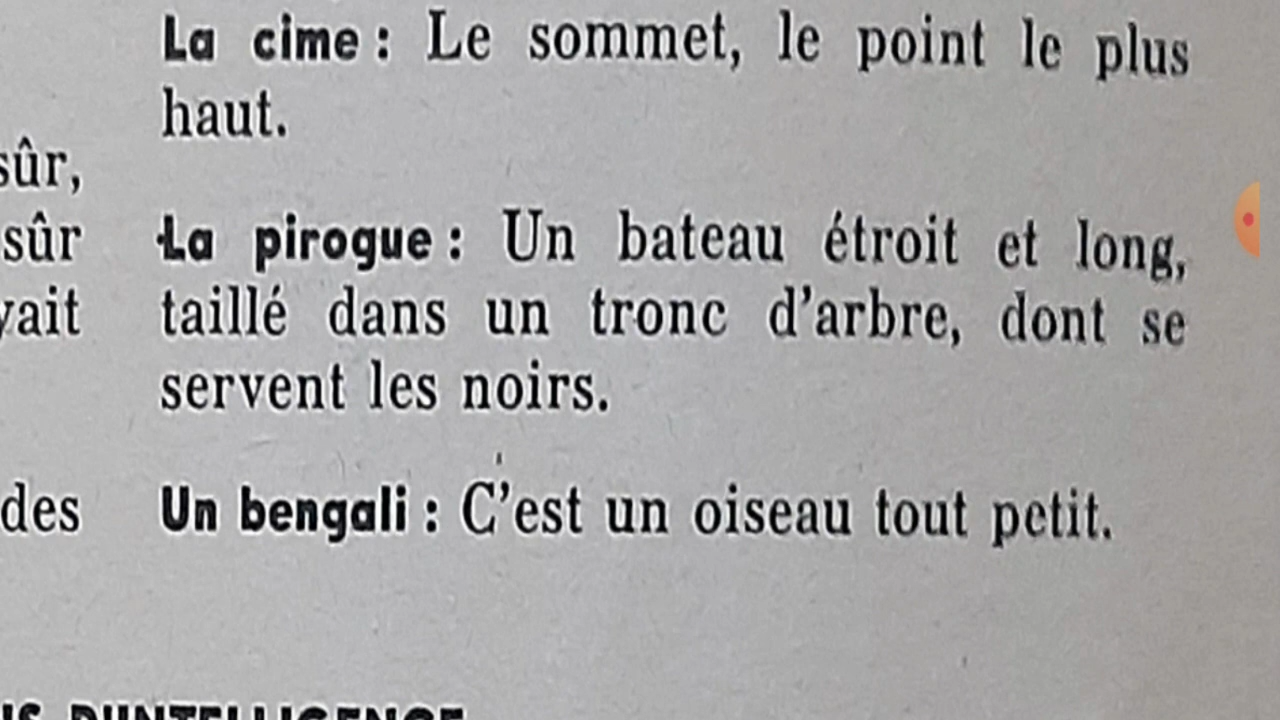 La cime : Le sommet, le point le plus
haut.
sûr,
sûr
La pirogue : Un bateau étroit et long,
vait
taillé dans un tronc d'arbre, dont se
servent les noirs.
des
Un bengali : C'est un oiseau tout petit.
D'INTELLIGENCE